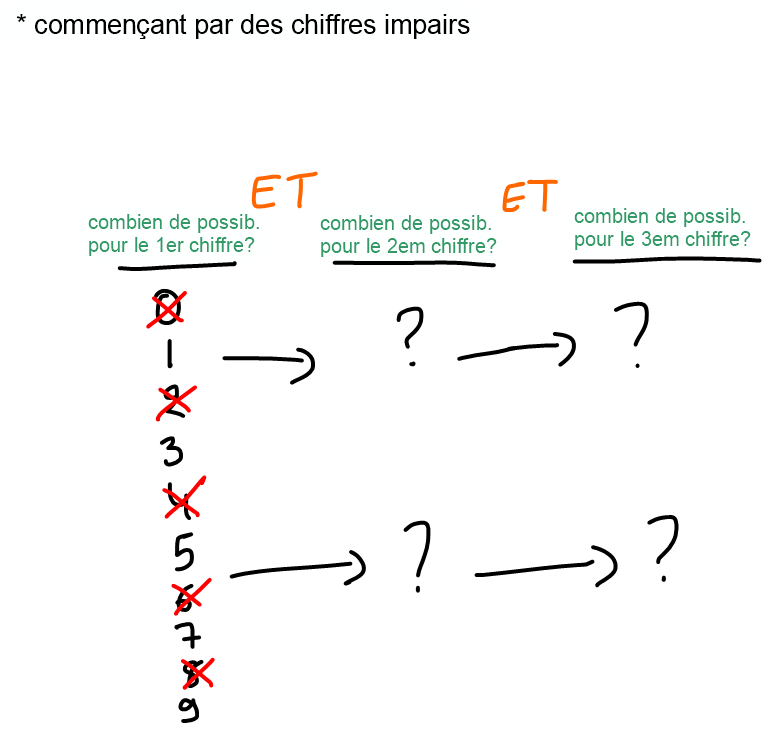 * commençant par des chiffres impairs
ET
ET
combien de possib.
pour le 1er chiffre?
combien de possib.
pour le 2em chiffre?
combien de possib.
pour le 3em chiffre?
0
1
? ?
2
3
4
5
? ?
6
7
8
9